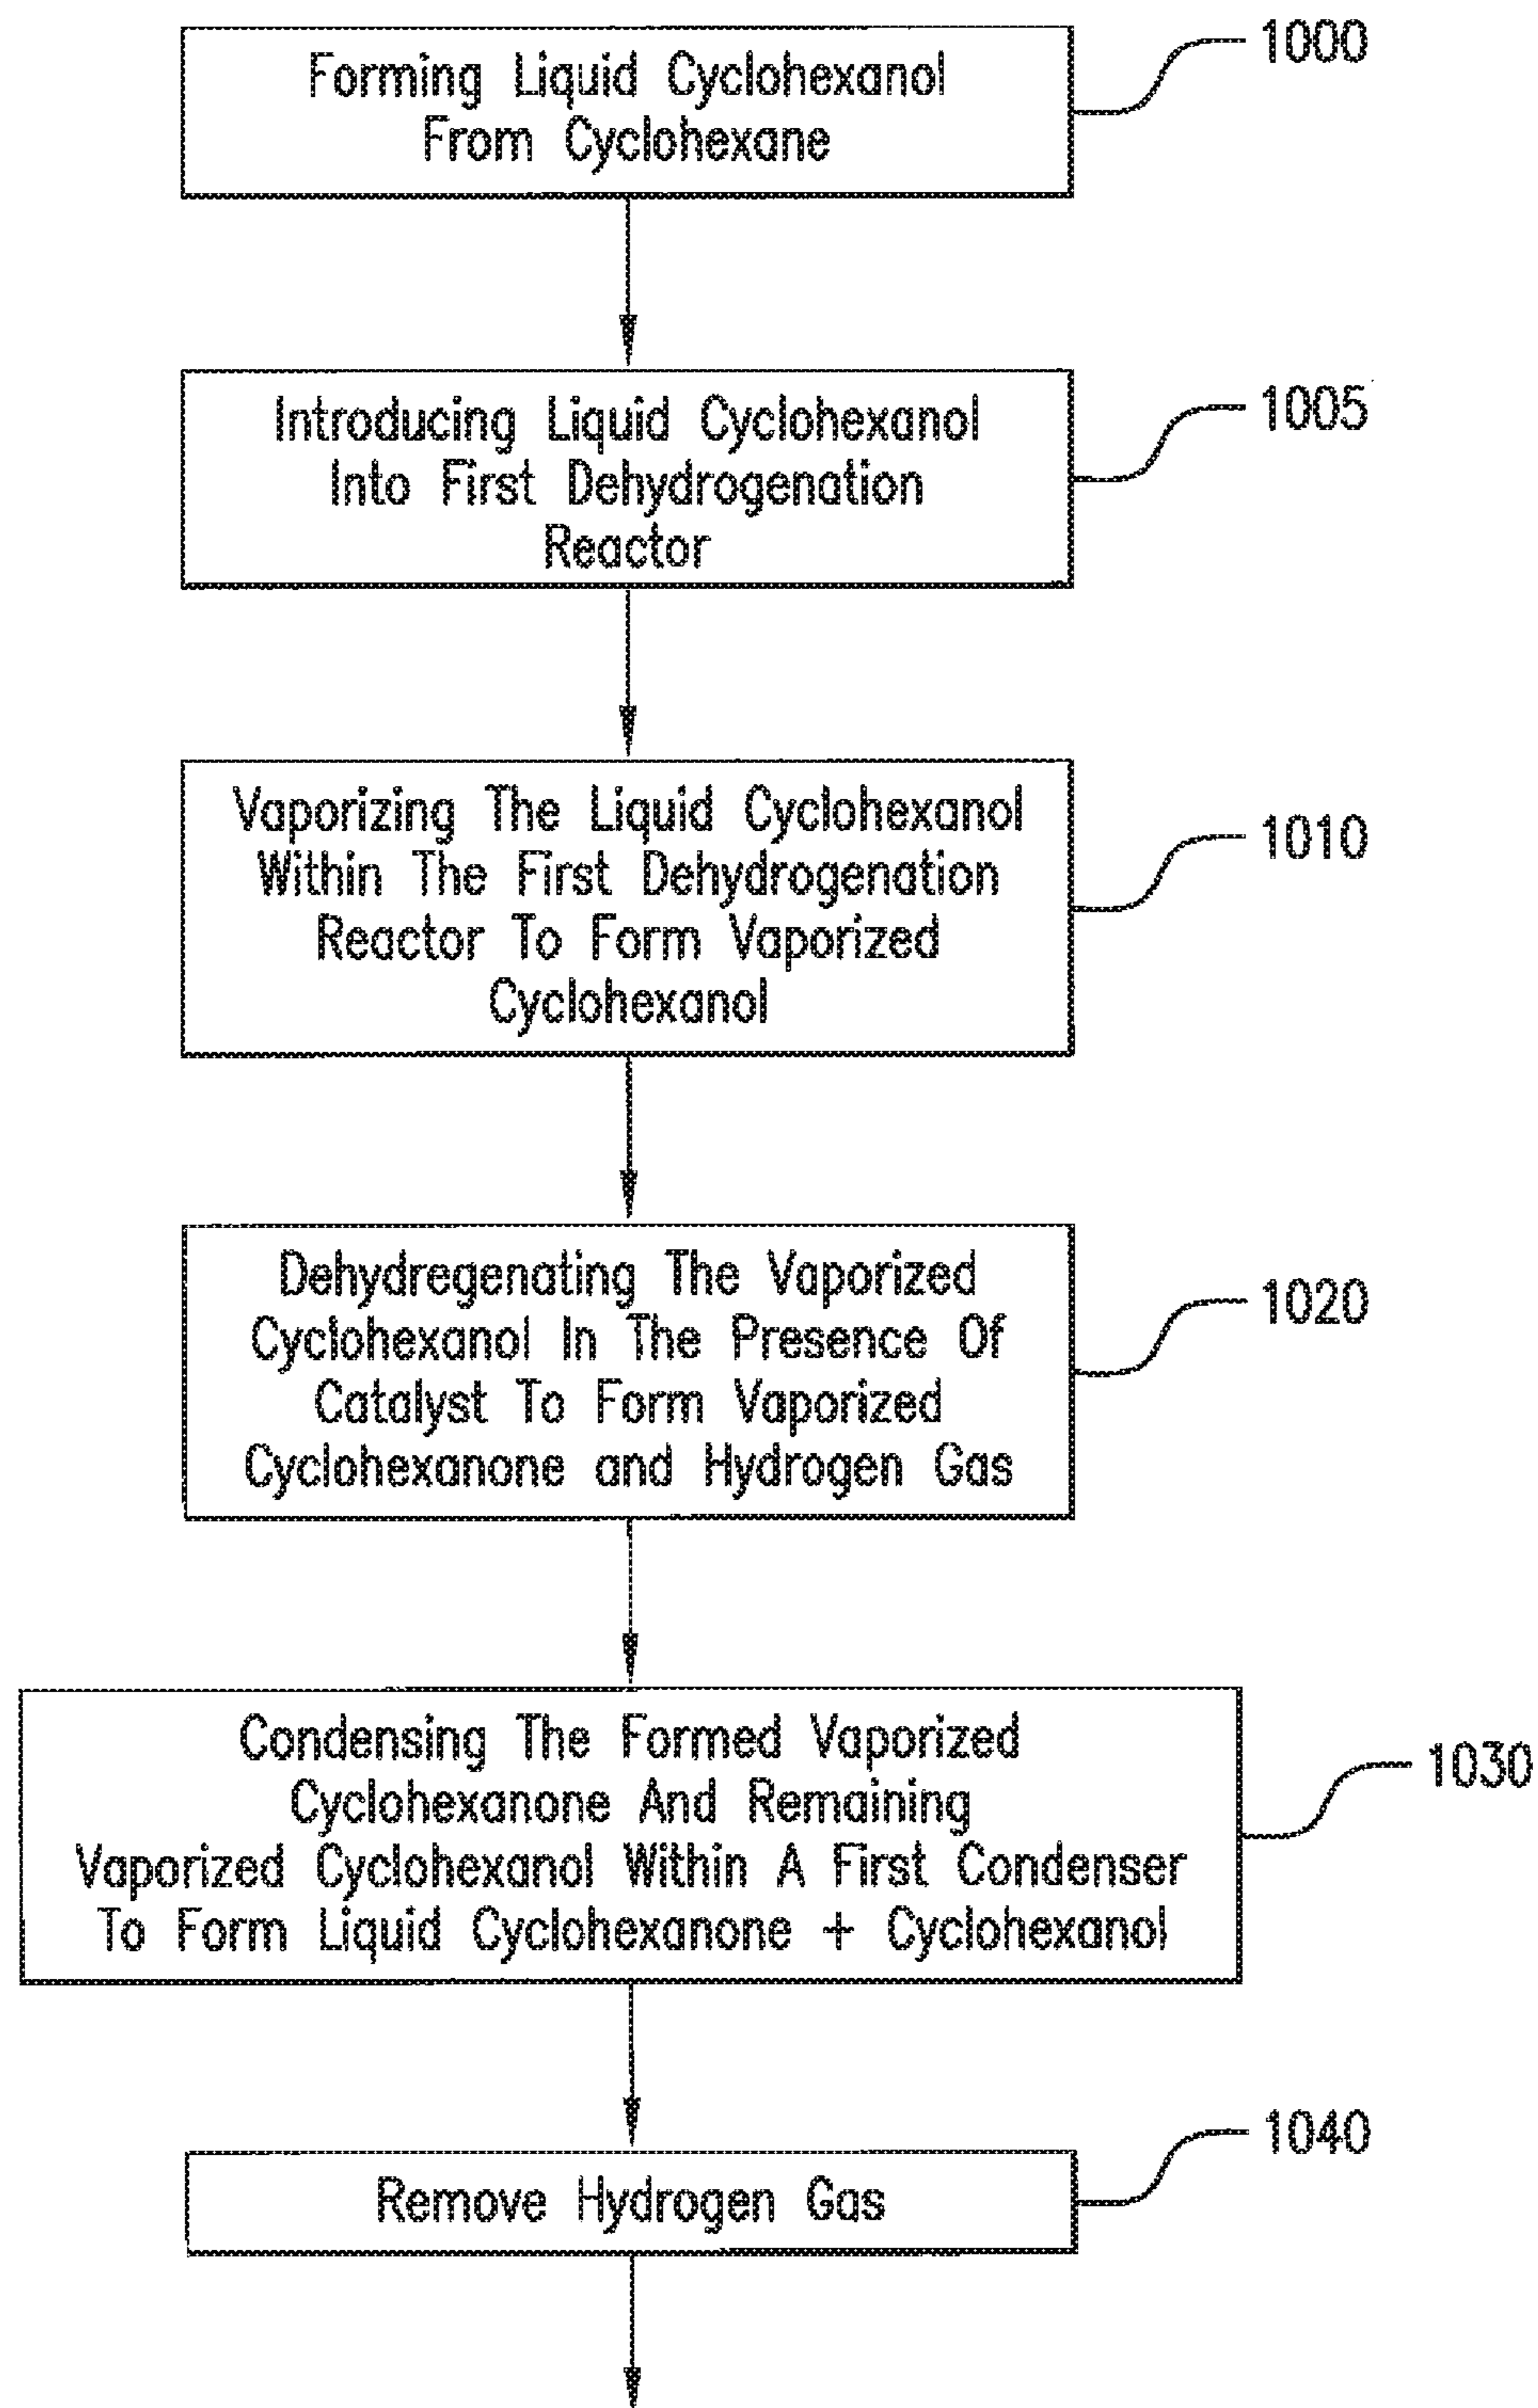 Forming Liquid Cyclohexanol
From Cyclohexane
1000
Introducing Liquid Cyclohexanol
Into First Dehydrogenation
Reactor
1005
Vaporizing The Liquid Cyclohexanol
Within The First Dehydrogenation
Reactor To Form Vaporized
Cyclohexanol
1010
Dehydregenating The Vaporized
Cyclohexanol In The Presence Of
Catalyst To Form Vaporized
Cyclohexanone and Hydrogen Gas
1020
Condensing The Formed Vaporized
Cyclohexanone And Remaining
Vaporized Cyclohexanol Within A First Condenser
To Form Liquid Cyclohexanone + Cyclohexanol
1030
Remove Hydrogen Gas
1040